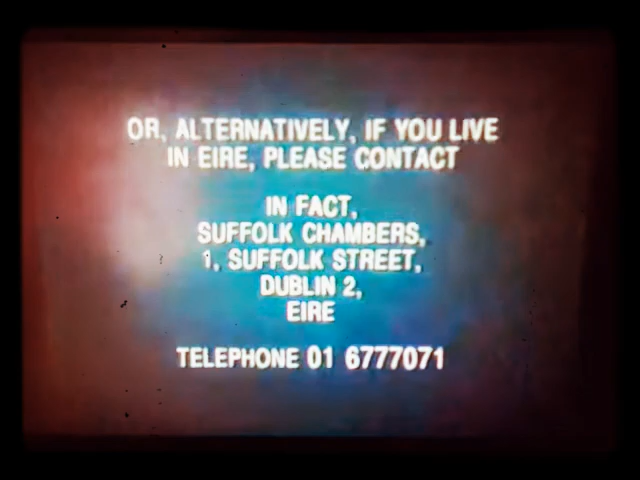 OR, ALTERNATIVELY, IF YOU LIVE
IN EIRE, PLEASE CONTACT
IN FACT,
SUFFOLK CHAMBERS,
1, SUFFOLK STREET,
DUBLIN 2,
EIRE
TELEPHONE 01 6777071